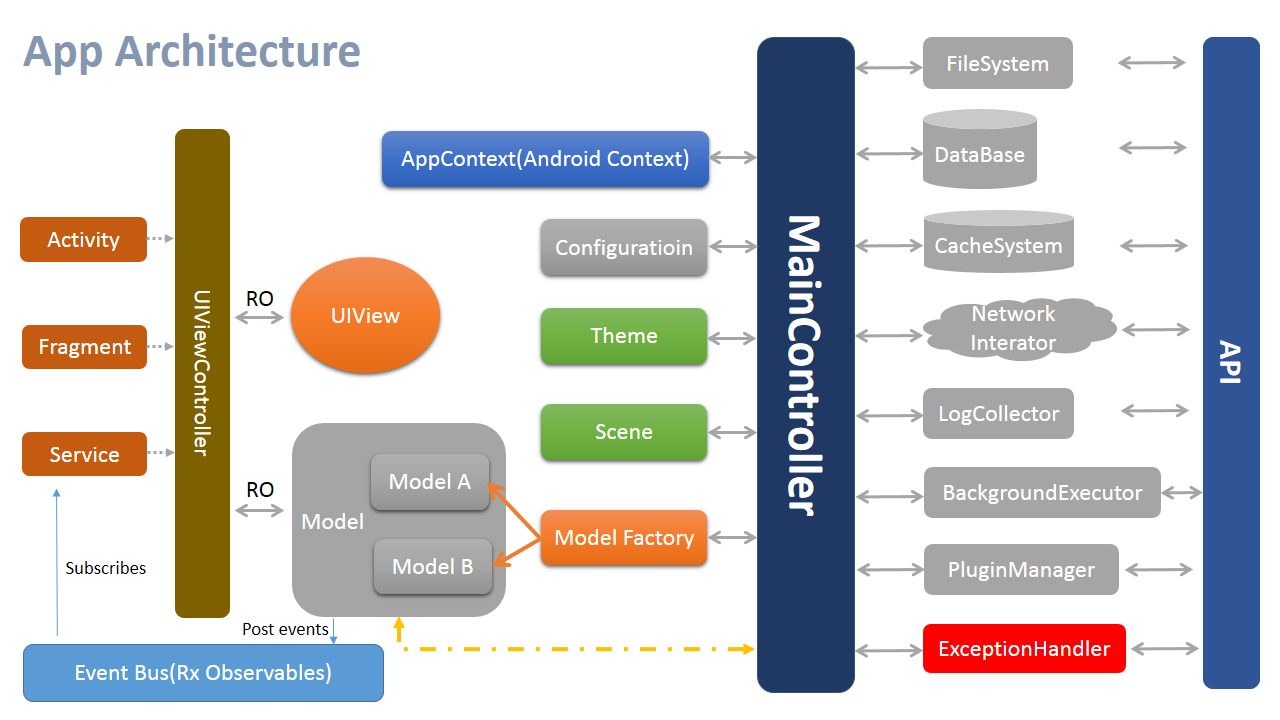 App Architecture
Activity
Fragment
Service
Subscribes
UIViewController
RO
UIView
RO
Model
Model A
Model B
Post events
Event Bus(Rx Observables)
AppContext(Android Context)
Configuratioin
Theme
Scene
Model Factory
MainController
FileSystem
DataBase
CacheSystem
Network
Interator
LogCollector
BackgroundExecutor
PluginManager
ExceptionHandler
API